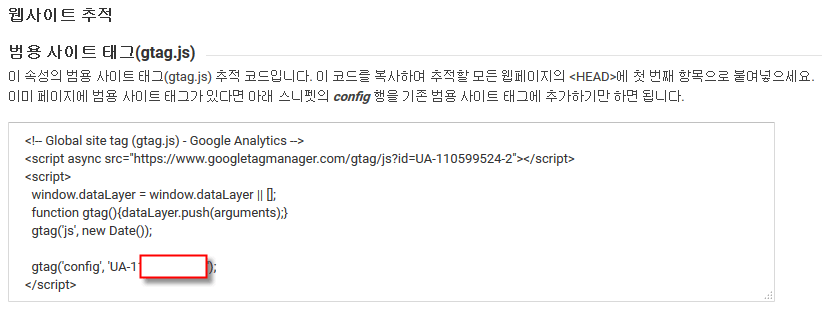 웹사이트 추적
범용 사이트 태그(gtag.js)
이 속성의 범용 사이트 태그(gtag.js) 추적 코드입니다. 이 코드를 복사하여 추적할 모든 웹페이지의 <HEAD>에 첫 번째 항목으로 붙여넣으세요.
이미 페이지에 범용 사이트 태그가 있다면 아래 스니펫의 config 행을 기존 범용 사이트 태그에 추가하기만 하면 됩니다.
<!-- Global site tag (gtag.js) - Google Analytics -->
<script async src="https://www.googletagmanager.com/gtag/js?id=UA-110599524-2"></script>
<script>
window.dataLayer = window.dataLayer || [];
function gtag(){dataLayer.push(arguments);}
gtag('js', new Date());
gtag('config', 'UA-11');
</script>